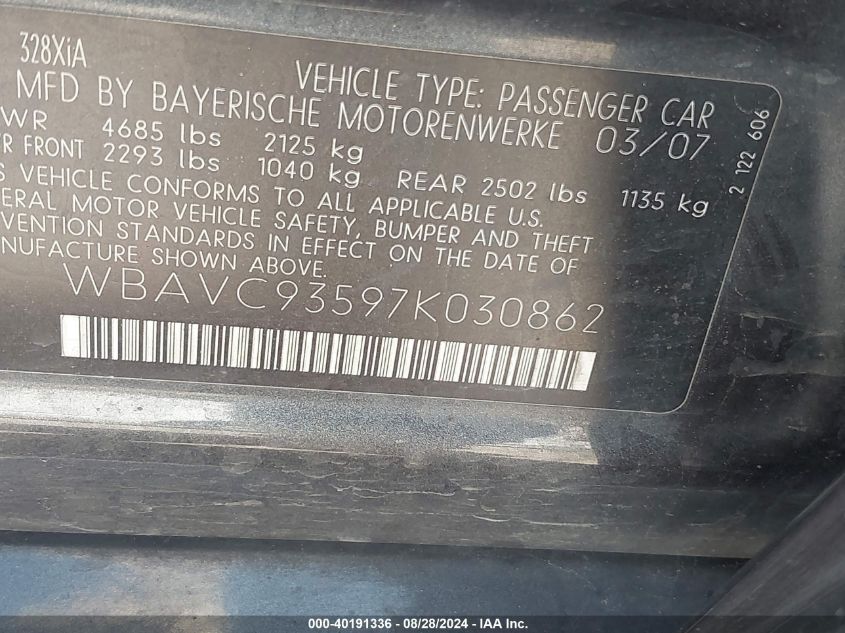 328XiA
VEHICLE TYPE: PASSENGER CAR
MFD BY BAYERISCHE MOTORENWERKE 03/07
WR 4685 lbs 2125 kg
R FRONT 2293 lbs 1040 kg REAR 2502 lbs 1135 kg
S VEHICLE CONFORMS TO ALL APPLICABLE U.S.
ERAL MOTOR VEHICLE SAFETY, BUMPER AND THEFT
VENTION STANDARDS IN EFFECT ON THE DATE OF
NUFACTURE SHOWN ABOVE.
WBAVC93597K030862
2 122 606
000-40191336 | 08/28/2024 - IAA Inc.